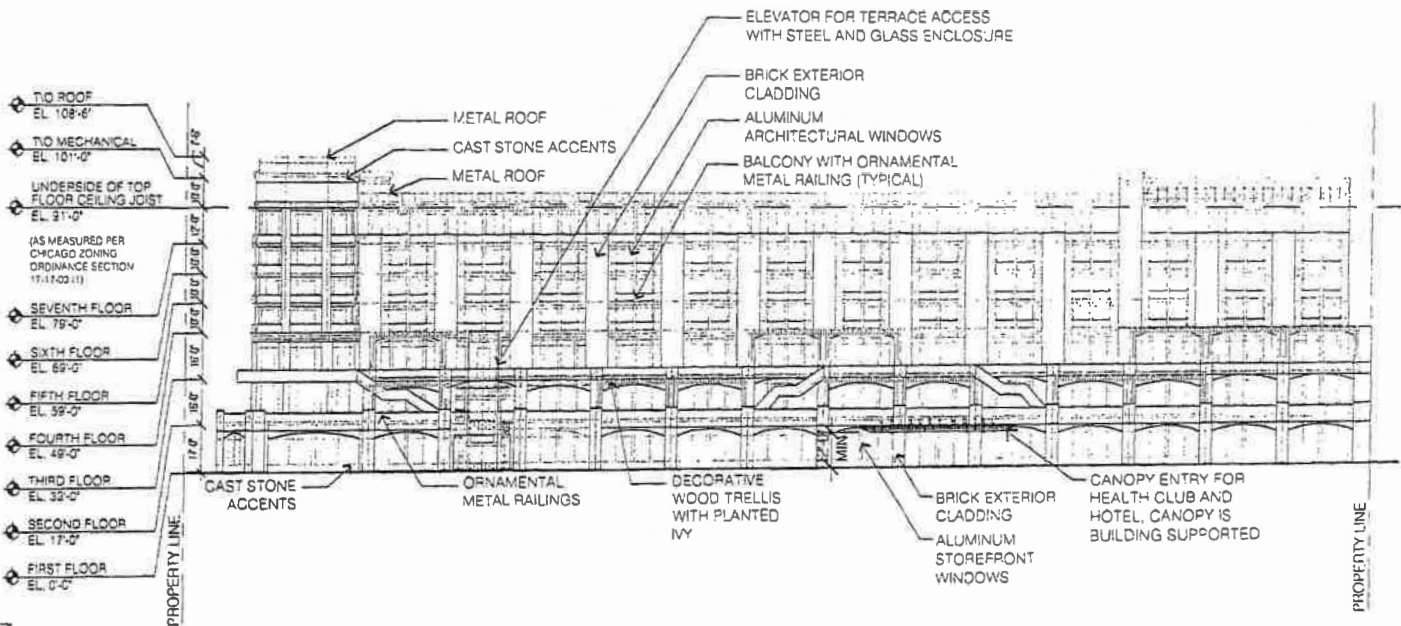 ELEVATOR FOR TERRACE ACCESS
WITH STEEL AND GLASS ENCLOSURE
BRICK EXTERIOR
CLADDING
ALUMINUM
ARCHITECTURAL WINDOWS
BALCONY WITH ORNAMENTAL
METAL RAILING (TYPICAL)
METAL ROOF
CAST STONE ACCENTS
METAL ROOF
T/O ROOF
EL. 108'-6"
T/O MECHANICAL
EL. 101'-0"
UNDERSIDE OF TOP
FLOOR CEILING JOIST
EL. 91'-0"
(AS MEASURED PER
CHICAGO ZONING
ORDINANCE SECTION
SEVENTH FLOOR
EL. 79'-0"
SIXTH FLOOR
EL. 69'-0"
FIFTH FLOOR
EL. 59'-0"
FOURTH FLOOR
EL. 49'-0"
THIRD FLOOR
EL. 33'-0"
SECOND FLOOR
EL. 17'-0"
FIRST FLOOR
EL. 0'-0"
PROPERTY LINE
CAST STONE
ACCENTS
ORNAMENTAL
METAL RAILINGS
DECORATIVE
WOOD TRELLIS
WITH PLANTED
IVY
MIN
BRICK EXTERIOR
CLADDING
ALUMINUM
STOREFRONT
WINDOWS
CANOPY ENTRY FOR
HEALTH CLUB AND
HOTEL, CANOPY IS
BUILDING SUPPORTED
PROPERTY LINE